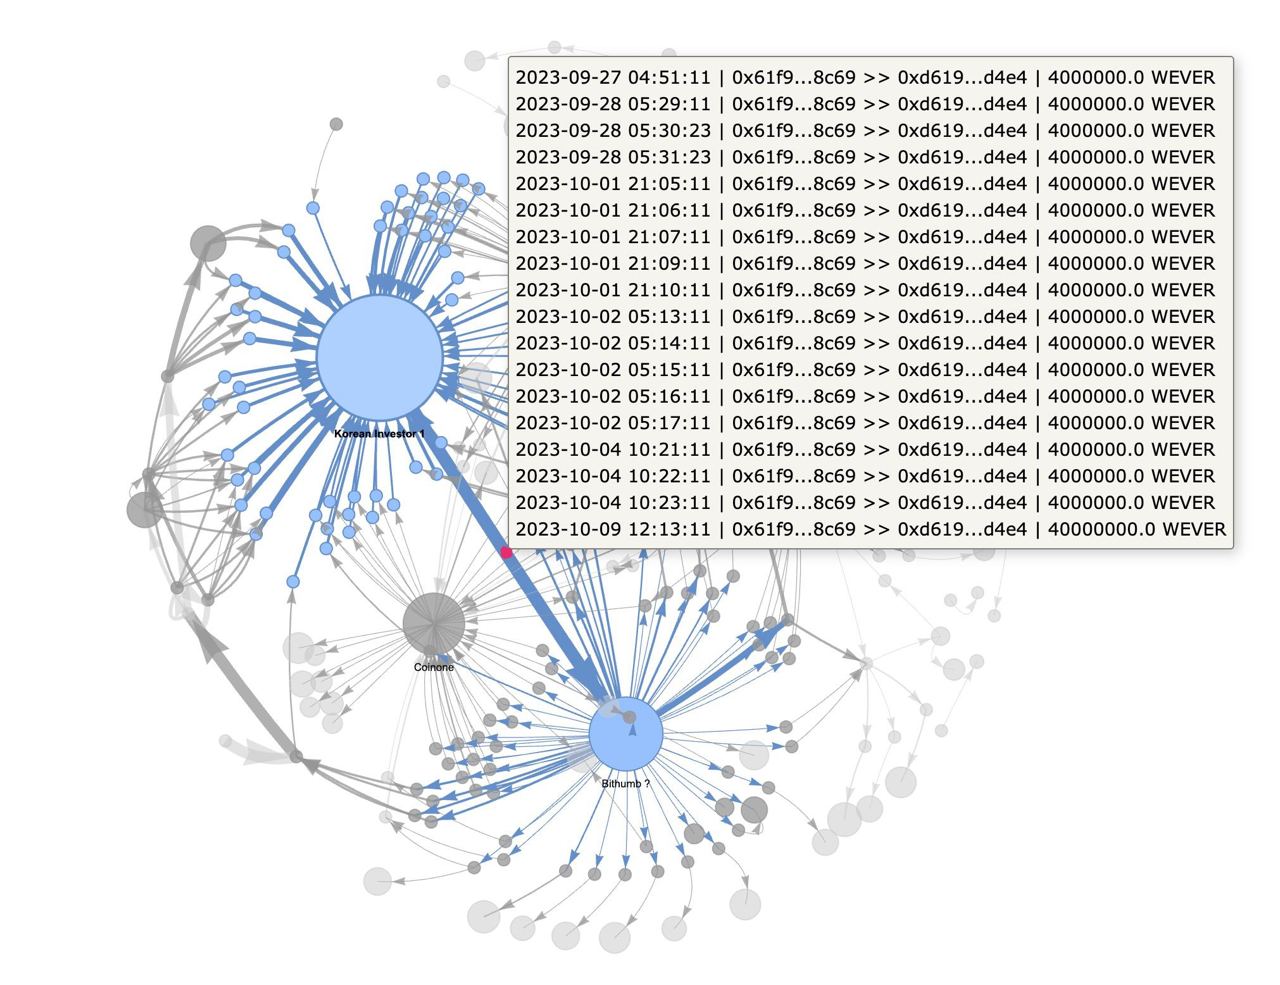 2023-09-27 04:51:11 | 0x61f9...8c69 >> 0xd619...d4e4 | 4000000.0 WEVER
2023-09-28 05:29:11 | 0x61f9...8c69 >> 0xd619...d4e4 | 4000000.0 WEVER
2023-09-28 05:30:23 | 0x61f9...8c69 >> 0xd619...d4e4 | 4000000.0 WEVER
2023-09-28 05:31:23 | 0x61f9...8c69 >> 0xd619...d4e4 | 4000000.0 WEVER
2023-10-01 21:05:11 | 0x61f9...8c69 >> 0xd619...d4e4 | 4000000.0 WEVER
2023-10-01 21:06:11 | 0x61f9...8c69 >> 0xd619...d4e4 | 4000000.0 WEVER
2023-10-01 21:07:11 | 0x61f9...8c69 >> 0xd619...d4e4 | 4000000.0 WEVER
2023-10-01 21:09:11 | 0x61f9...8c69 >> 0xd619...d4e4 | 4000000.0 WEVER
2023-10-01 21:10:11 | 0x61f9...8c69 >> 0xd619...d4e4 | 4000000.0 WEVER
2023-10-02 05:13:11 | 0x61f9...8c69 >> 0xd619...d4e4 | 4000000.0 WEVER
2023-10-02 05:14:11 | 0x61f9...8c69 >> 0xd619...d4e4 | 4000000.0 WEVER
2023-10-02 05:15:11 | 0x61f9...8c69 >> 0xd619...d4e4 | 4000000.0 WEVER
2023-10-02 05:16:11 | 0x61f9...8c69 >> 0xd619...d4e4 | 4000000.0 WEVER
2023-10-02 05:17:11 | 0x61f9...8c69 >> 0xd619...d4e4 | 4000000.0 WEVER
2023-10-04 10:21:11 | 0x61f9...8c69 >> 0xd619...d4e4 | 4000000.0 WEVER
2023-10-04 10:22:11 | 0x61f9...8c69 >> 0xd619...d4e4 | 4000000.0 WEVER
2023-10-04 10:23:11 | 0x61f9...8c69 >> 0xd619...d4e4 | 4000000.0 WEVER
2023-10-09 12:13:11 | 0x61f9...8c69 >> 0xd619...d4e4 | 40000000.0 WEVER
Korean Investor 1
Coinone
Bithumb ?